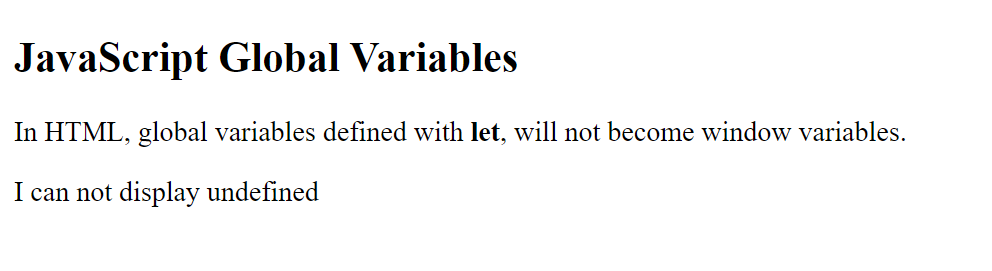 JavaScript Global Variables
In HTML, global variables defined with let, will not become window variables.
I can not display undefined